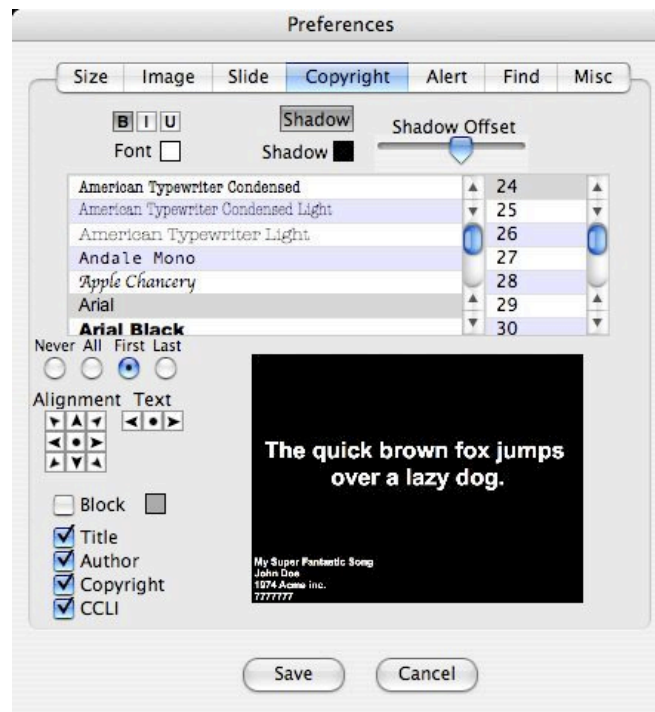 Preferences
Size Image Slide Copyright Alert Find Misc
B I U Shadow Shadow Offset
Font Shadow
American Typewriter Condensed 24
American Typewriter Condensed Light 25
American Typewriter Light 26
Andale Mono 27
Apple Chancery 28
Arial 29
Arial Black 30
Never All First Last
Alignment Text
The quick brown fox jumps
over a lazy dog.
Block
Title
Author
Copyright
CCLI
My Super Fantastic Song
John Doe
1974 Acme inc.
7777777
Save Cancel